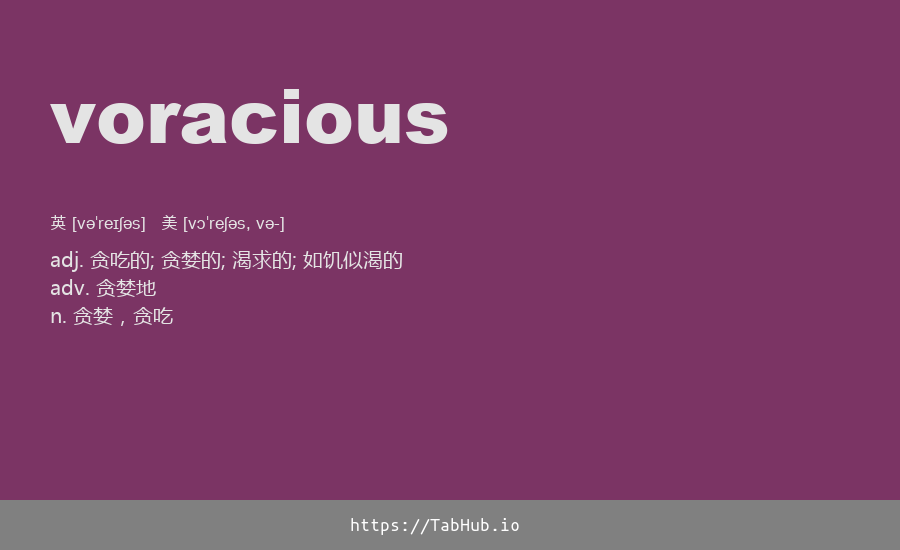 voracious
英 [vəˈreɪʃəs]   美 [vɔˈreʃəs, və-]
adj. 贪吃的; 贪婪的; 渴求的; 如饥似渴的
adv. 贪婪地
n. 贪婪，贪吃
https://TabHub.io